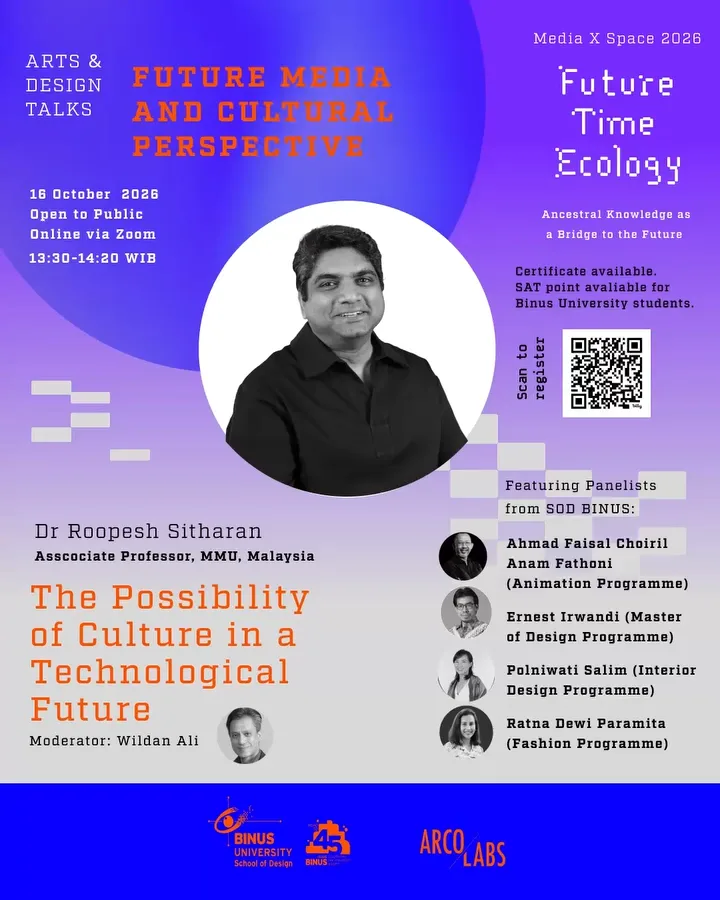 ARTS &
DESIGN
TALKS
FUTURE MEDIA
AND CULTURAL
PERSPECTIVE
Media X Space 2026
Future
Time
Ecology
Ancestral Knowledge as
a Bridge to the Future
16 October 2026
Open to Public
Online via Zoom
13:30-14:20 WIB
Certificate available.
SAT point avaliable for
Binus University students.
Scan to
register
Dr Roopesh Sitharan
Asscociate Professor, MMU, Malaysia
The Possibility
of Culture in a
Technological
Future
Moderator: Wildan Ali
Featuring Panelists
from SOD BINUS:
Ahmad Faisal Choiril
Anam Fathoni
(Animation Programme)
Ernest Irwandi (Master
of Design Programme)
Polniwati Salim (Interior
Design Programme)
Ratna Dewi Paramita
(Fashion Programme)
BINUS
UNIVERSITY
School of Design
45
BINUS
ARCO
LABS